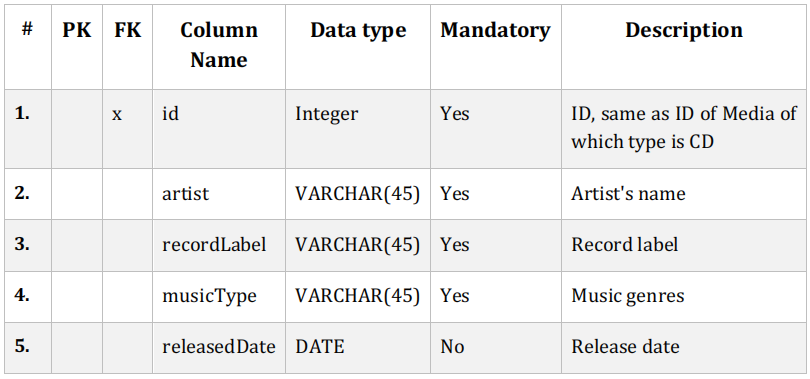 # PK FK Column Name Data type Mandatory Description
1. x id Integer Yes ID, same as ID of Media of which type is CD
2. artist VARCHAR(45) Yes Artist's name
3. recordLabel VARCHAR(45) Yes Record label
4. musicType VARCHAR(45) Yes Music genres
5. releasedDate DATE No Release date